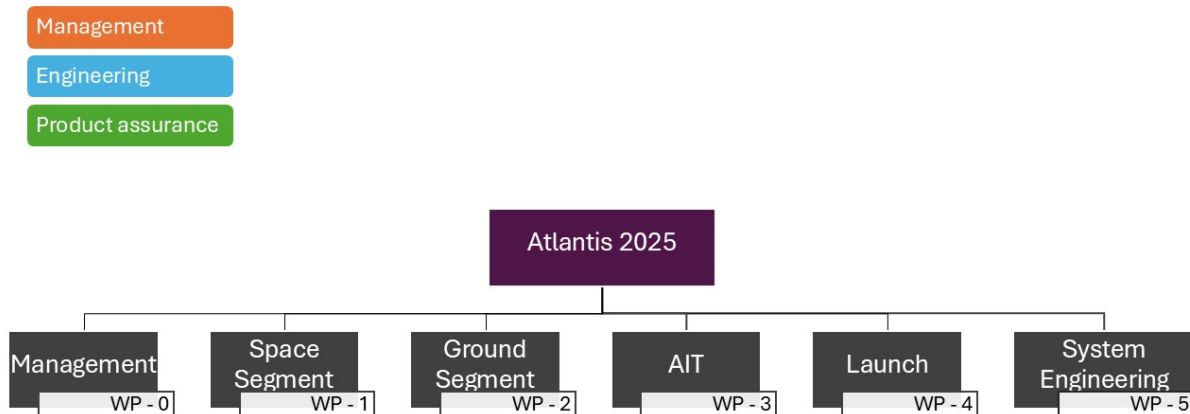 Management
Engineering
Product assurance
Atlantis 2025
Management
WP - 0
Space
Segment
WP - 1
Ground
Segment
WP - 2
AIT
WP - 3
Launch
WP - 4
System
Engineering
WP - 5